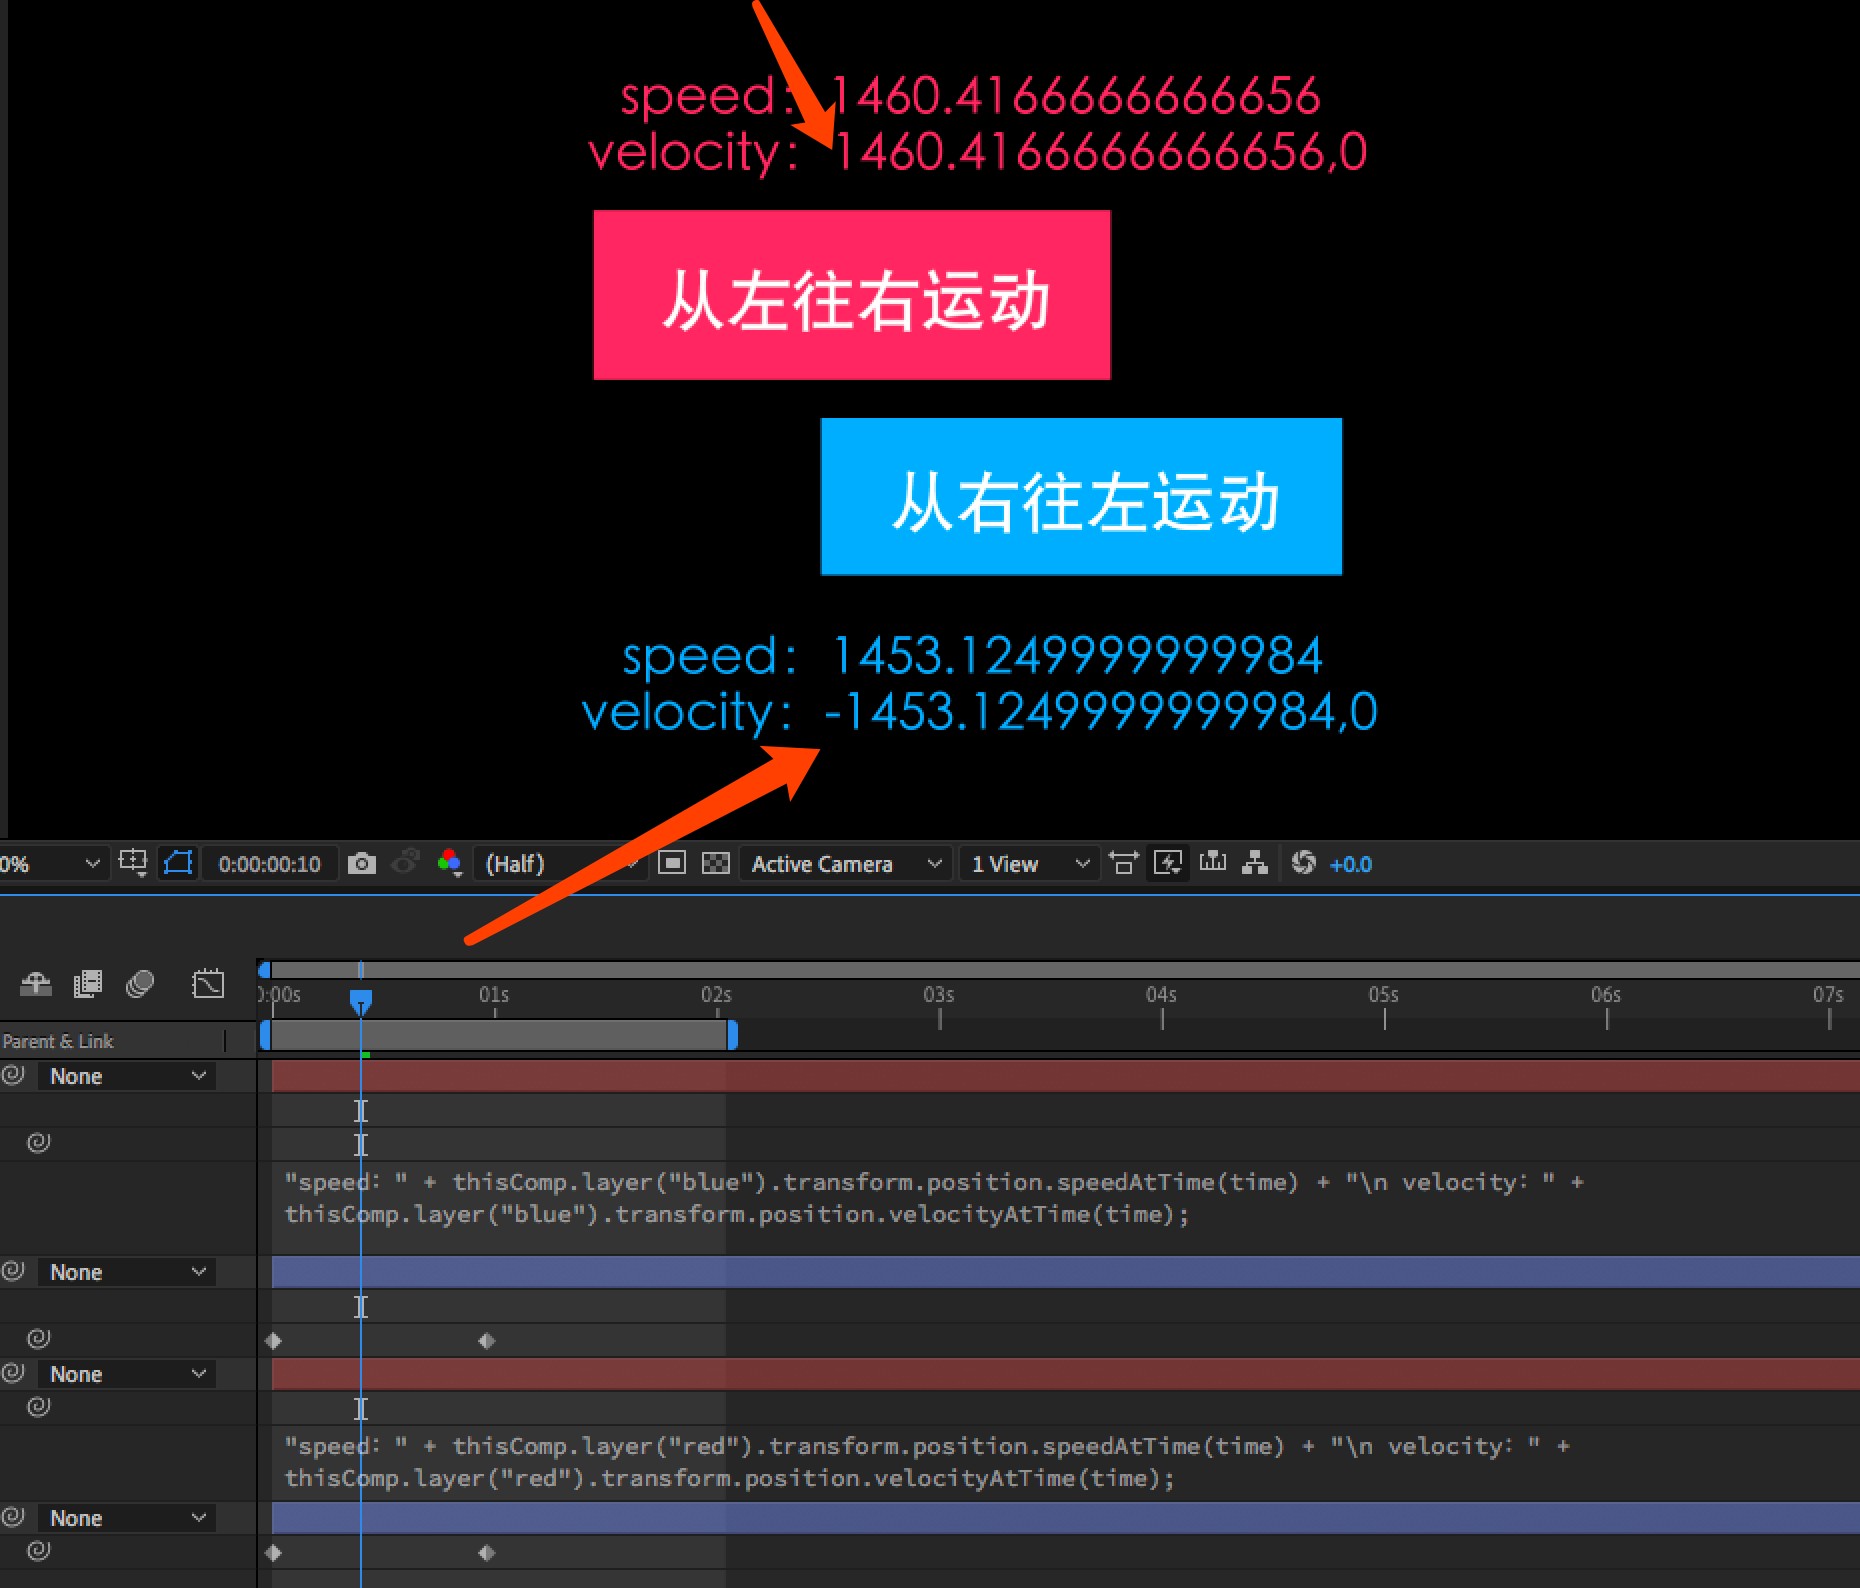 speed： 1460.4166666666656
velocity： 1460.4166666666656,0
从左往右运动
从右往左运动
speed： 1453.1249999999984
velocity： -1453.1249999999984,0
0% 0:00:00:10 (Half) Active Camera 1 View +0.0
0:00s 01s 02s 03s 04s 05s 06s 07s
Parent & Link
None
"speed：" + thisComp.layer("blue").transform.position.speedAtTime(time) + "\n velocity：" +
thisComp.layer("blue").transform.position.velocityAtTime(time);
None
None
"speed：" + thisComp.layer("red").transform.position.speedAtTime(time) + "\n velocity：" +
thisComp.layer("red").transform.position.velocityAtTime(time);
None